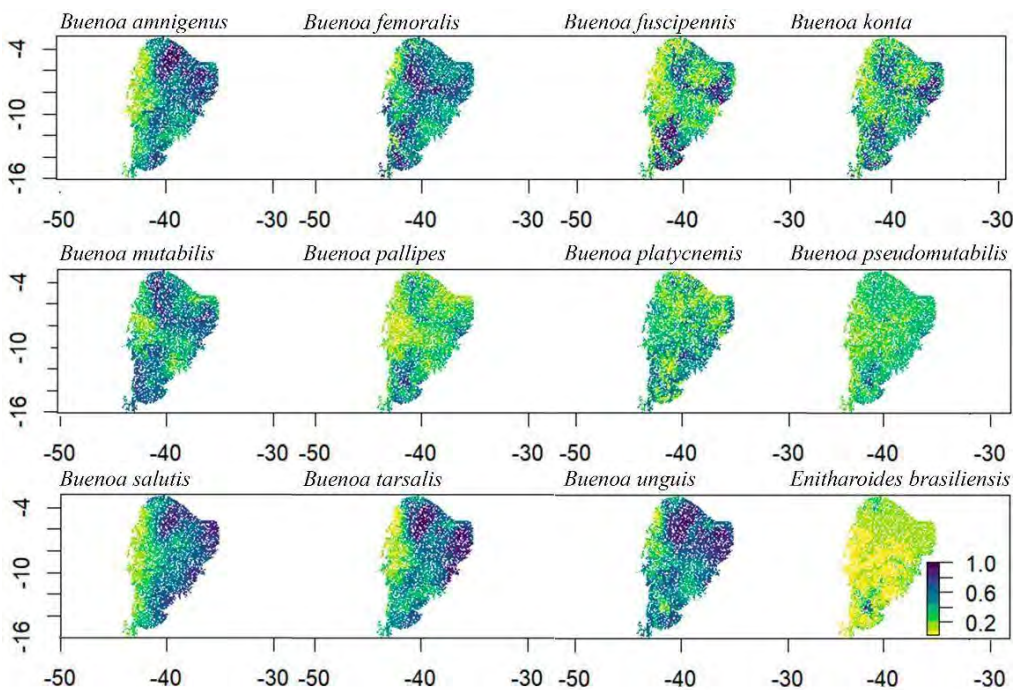 Buenoa amnigenus Buenoa femoralis Buenoa fuscipennis Buenoa konta
-4
-10
-16
-50 -40 -30 -50 -40 -50 -40 -30 -40 -30
Buenoa mutabilis Buenoa pallipes Buenoa platycnemis Buenoa pseudomutabilis
-4
-10
-16
-50 -40 -30 -50 -40 -50 -40 -30 -40 -30
Buenoa salutis Buenoa tarsalis Buenoa unguis Enitharoides brasiliensis
-4
-10
-16
1.0
0.6
0.2
-50 -40 -30 -50 -40 -50 -40 -30 -40 -30